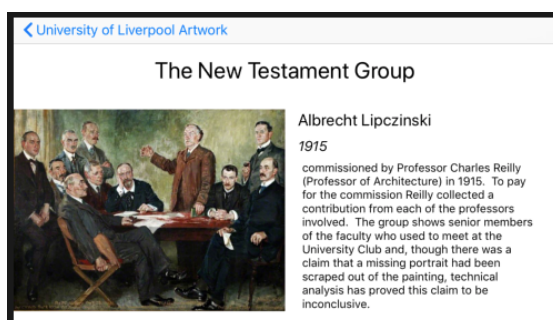 University of Liverpool Artwork
The New Testament Group
Albrecht Lipczinski
1915
commissioned by Professor Charles Reilly
(Professor of Architecture) in 1915.  To pay
for the commission Reilly collected a
contribution from each of the professors
involved.  The group shows senior members
of the faculty who used to meet at the
University Club and, though there was a
claim that a missing portrait had been
scraped out of the painting, technical
analysis has proved this claim to be
inconclusive.